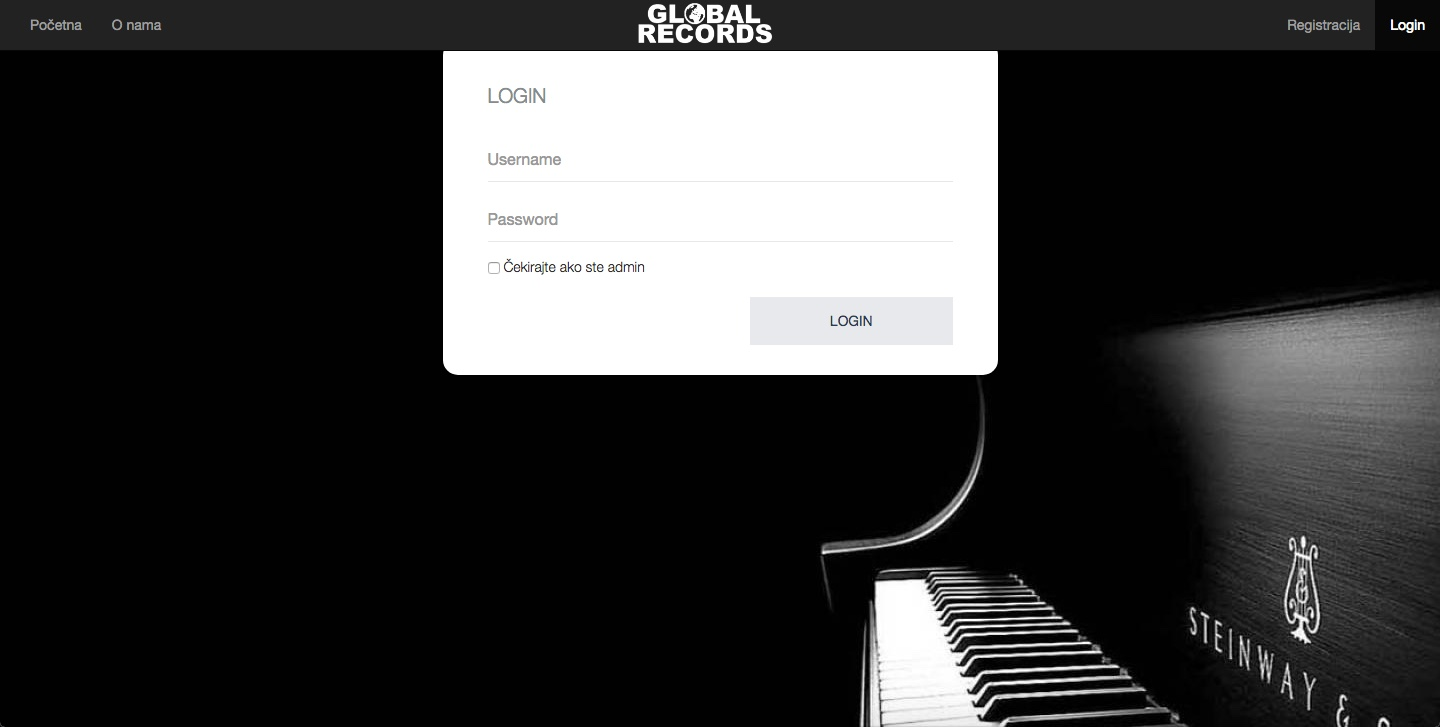 Početna
O nama
GLOBAL
RECORDS
Registracija
Login
LOGIN
Username
Password
Čekirajte ako ste admin
LOGIN
STEINWAY &